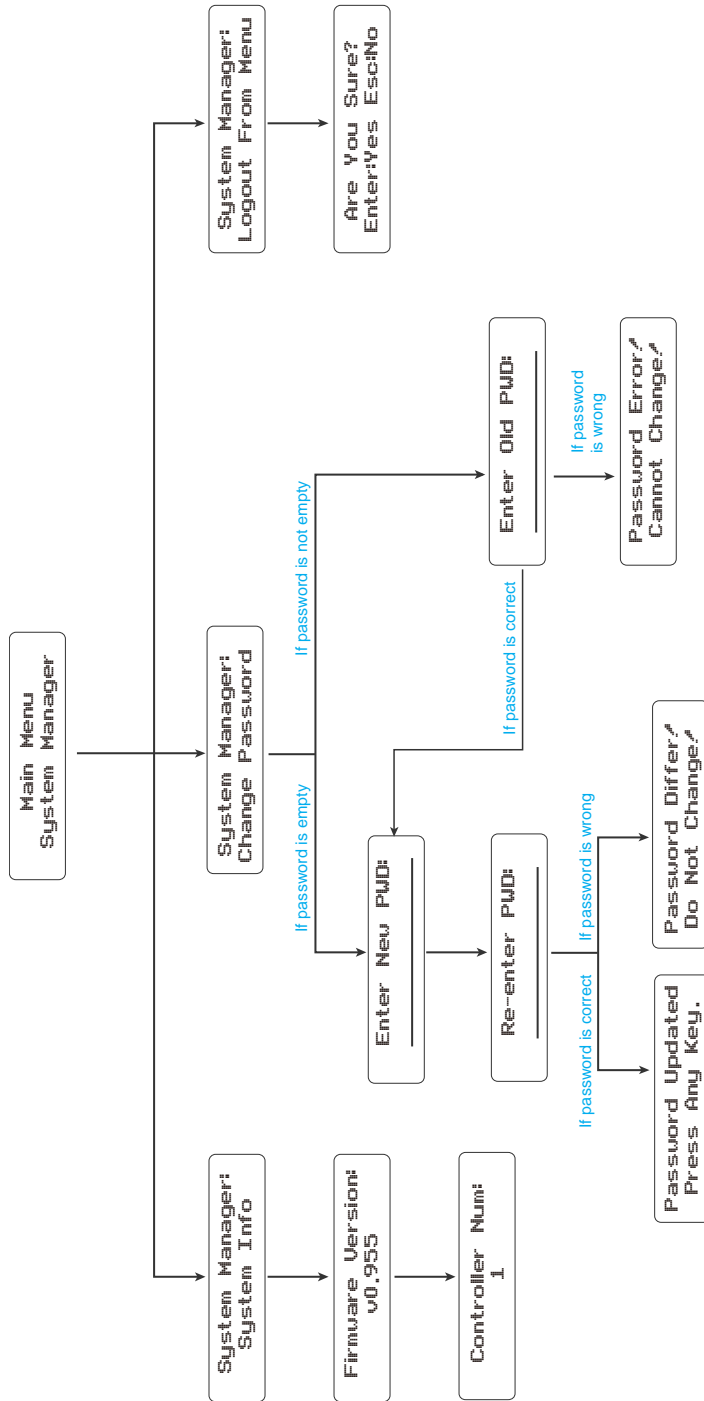 Main Menu
System Manager
System Manager:
System Info
Firmware Version:
v0.955
Controller Num:
1
System Manager:
Change Password
If password is empty
If password is not empty
Enter New PWD:
Re-enter PWD:
If password is correct
If password is wrong
Password Updated
Press Any Key.
Password Differ!
Do Not Change!
If password is correct
Enter Old PWD:
If password
is wrong
Password Error!
Cannot Change!
System Manager:
Logout From Menu
Are You Sure?
Enter:Yes Esc:No